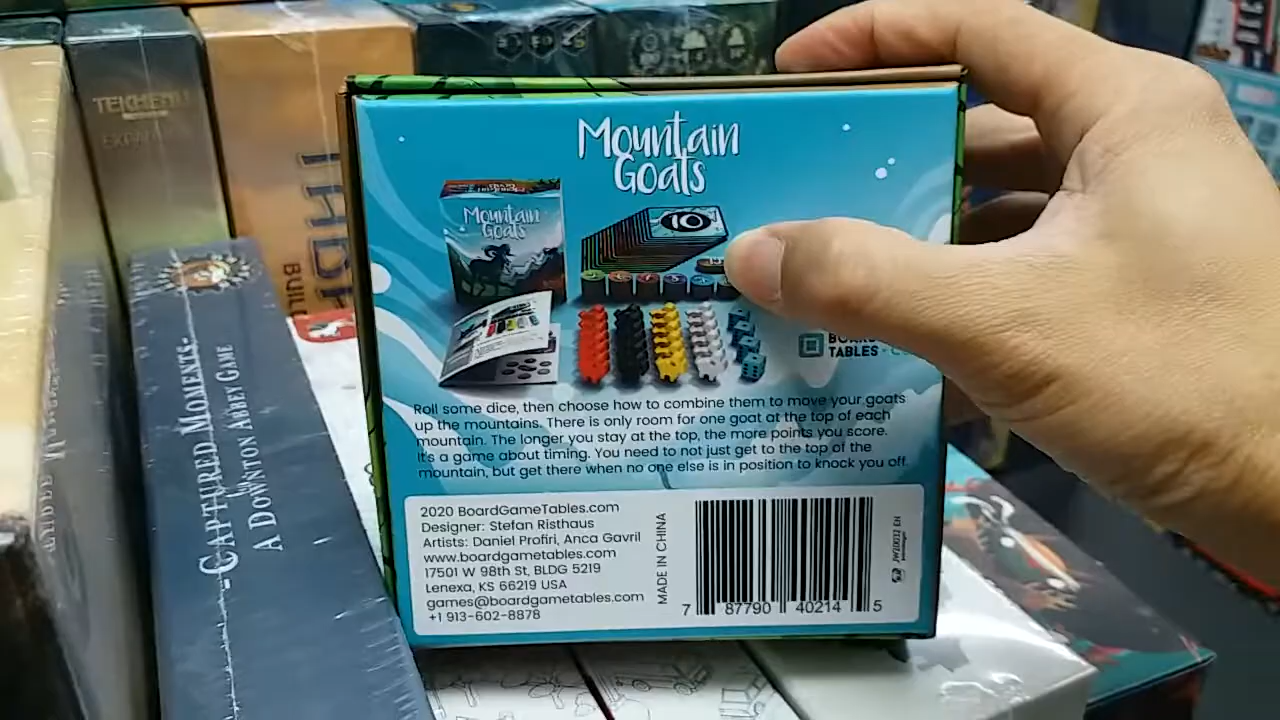 TEKHENU
EXPAN
BUIL
CAPTURED MOMENTS
A DOWNTON ABBEY GAME
Mountain
Goats
Mountain
Goats
10
TABLES
Roll some dice, then choose how to combine them to move your goats
up the mountains. There is only room for one goat at the top of each
mountain. The longer you stay at the top, the more points you score.
It's a game about timing. You need to not just get to the top of the
mountain, but get there when no one else is in position to knock you off.
2020 BoardGameTables.com
Designer: Stefan Risthaus
Artists: Daniel Profiri, Anca Gavril
www.boardgametables.com
17501 W 98th St, BLDG 5219
Lenexa, KS 66219 USA
games@boardgametables.com
+1 913-602-8878
MADE IN CHINA
7 87790 40214 5